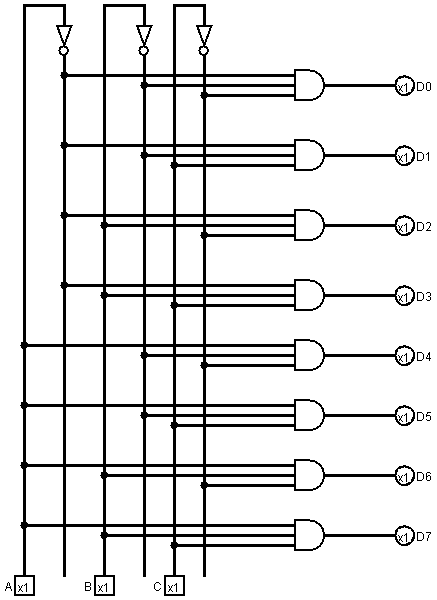 x1 D0
x1 D1
x1 D2
x1 D3
x1 D4
x1 D5
x1 D6
x1 D7
A x1 B x1 C x1